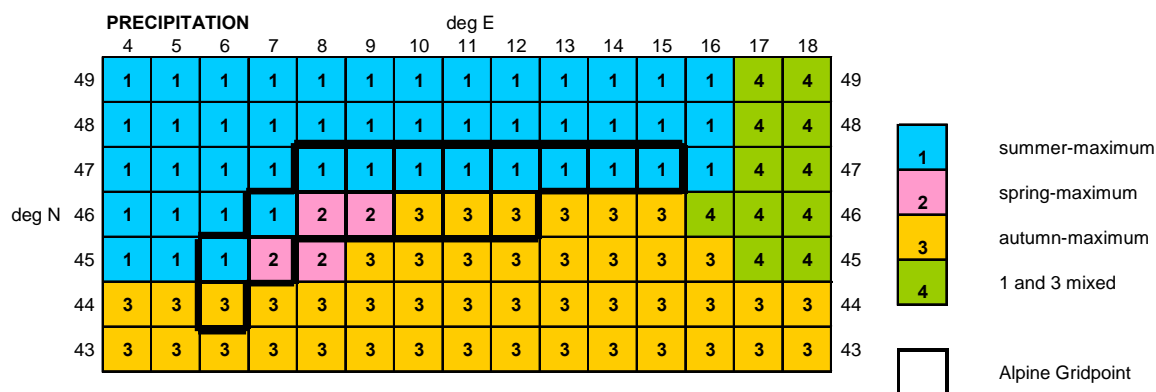 PRECIPITATION deg E
4 5 6 7 8 9 10 11 12 13 14 15 16 17 18
49 1 1 1 1 1 1 1 1 1 1 1 1 1 4 4 49
48 1 1 1 1 1 1 1 1 1 1 1 1 1 4 4 48
47 1 1 1 1 1 1 1 1 1 1 1 1 1 4 4 47
deg N 46 1 1 1 1 2 2 3 3 3 3 3 3 4 4 4 46
45 1 1 1 2 2 3 3 3 3 3 3 3 3 4 4 45
44 3 3 3 3 3 3 3 3 3 3 3 3 3 3 3 44
43 3 3 3 3 3 3 3 3 3 3 3 3 3 3 3 43
1 summer-maximum
2 spring-maximum
3 autumn-maximum
4 1 and 3 mixed
Alpine Gridpoint